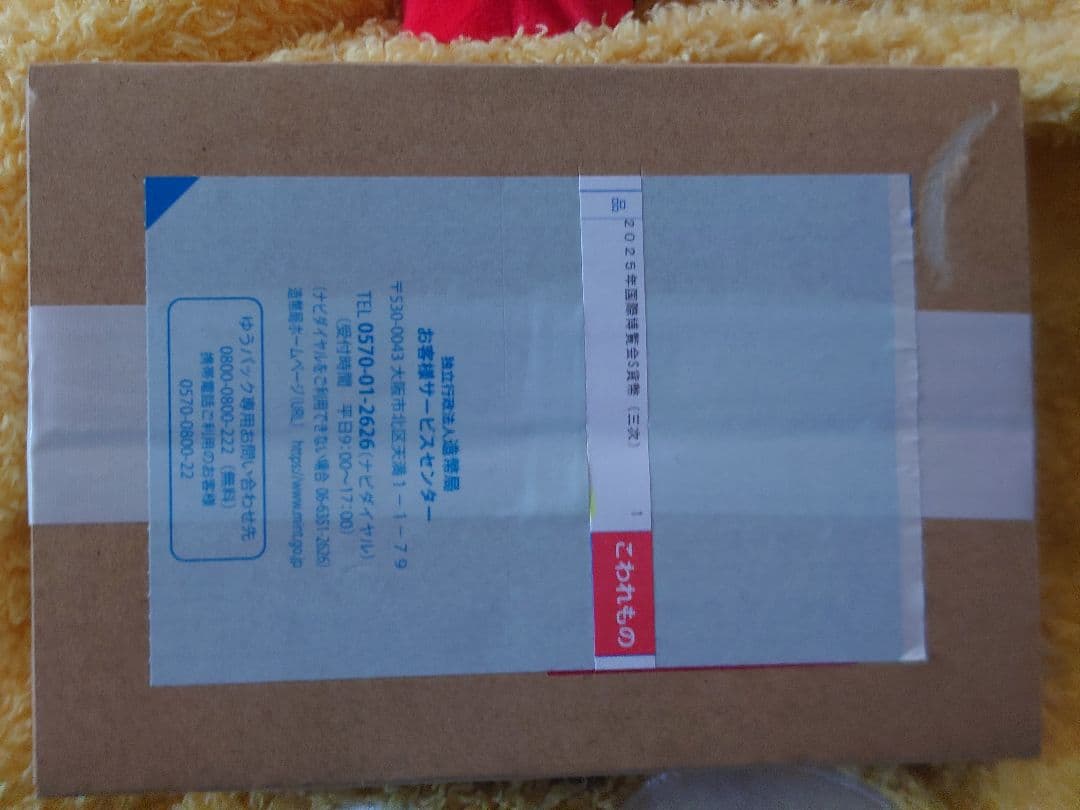 品 2025年国際博覧会S貨幣(三次) 1
こわれもの
独立行政法人造幣局
お客様サービスセンター
〒530-0043 大阪市北区天満1-1-79
TEL 0570-01-2626(ナビダイヤル)
(受付時間 平日9:00〜17:00)
(ナビダイヤルをご利用できない場合 06-6351-2626)
造幣局ホームページURL https://www.mint.go.jp
ゆうパック専用お問い合わせ先
0800-0800-222(無料)
携帯電話ご利用のお客様
0570-0800-22